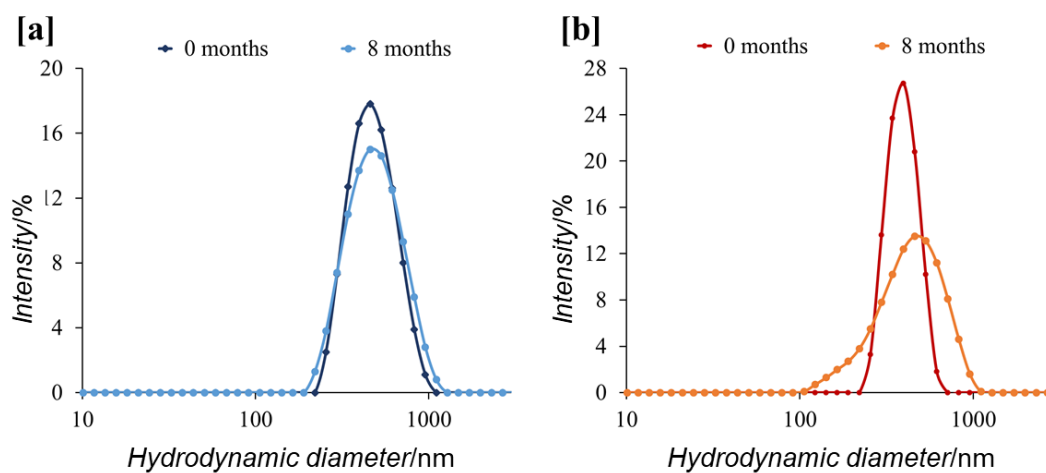 [a]
0 months
8 months
20
16
12
8
4
0
10
100
1000
Intensity/%
Hydrodynamic diameter/nm
[b]
0 months
8 months
28
24
20
16
12
8
4
0
10
100
1000
Intensity/%
Hydrodynamic diameter/nm